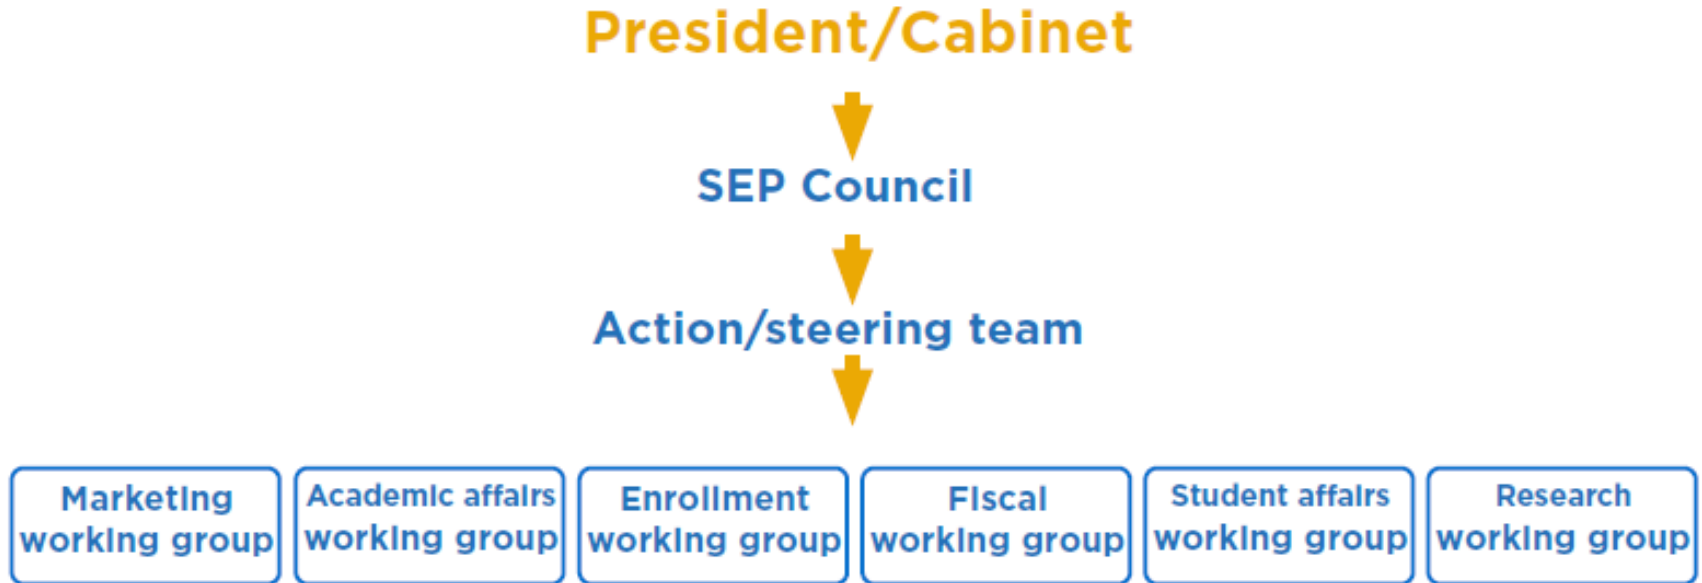 President/Cabinet
SEP Council
Action/steering team
Marketing
working group
Academic affairs
working group
Enrollment
working group
Fiscal
working group
Student affairs
working group
Research
working group